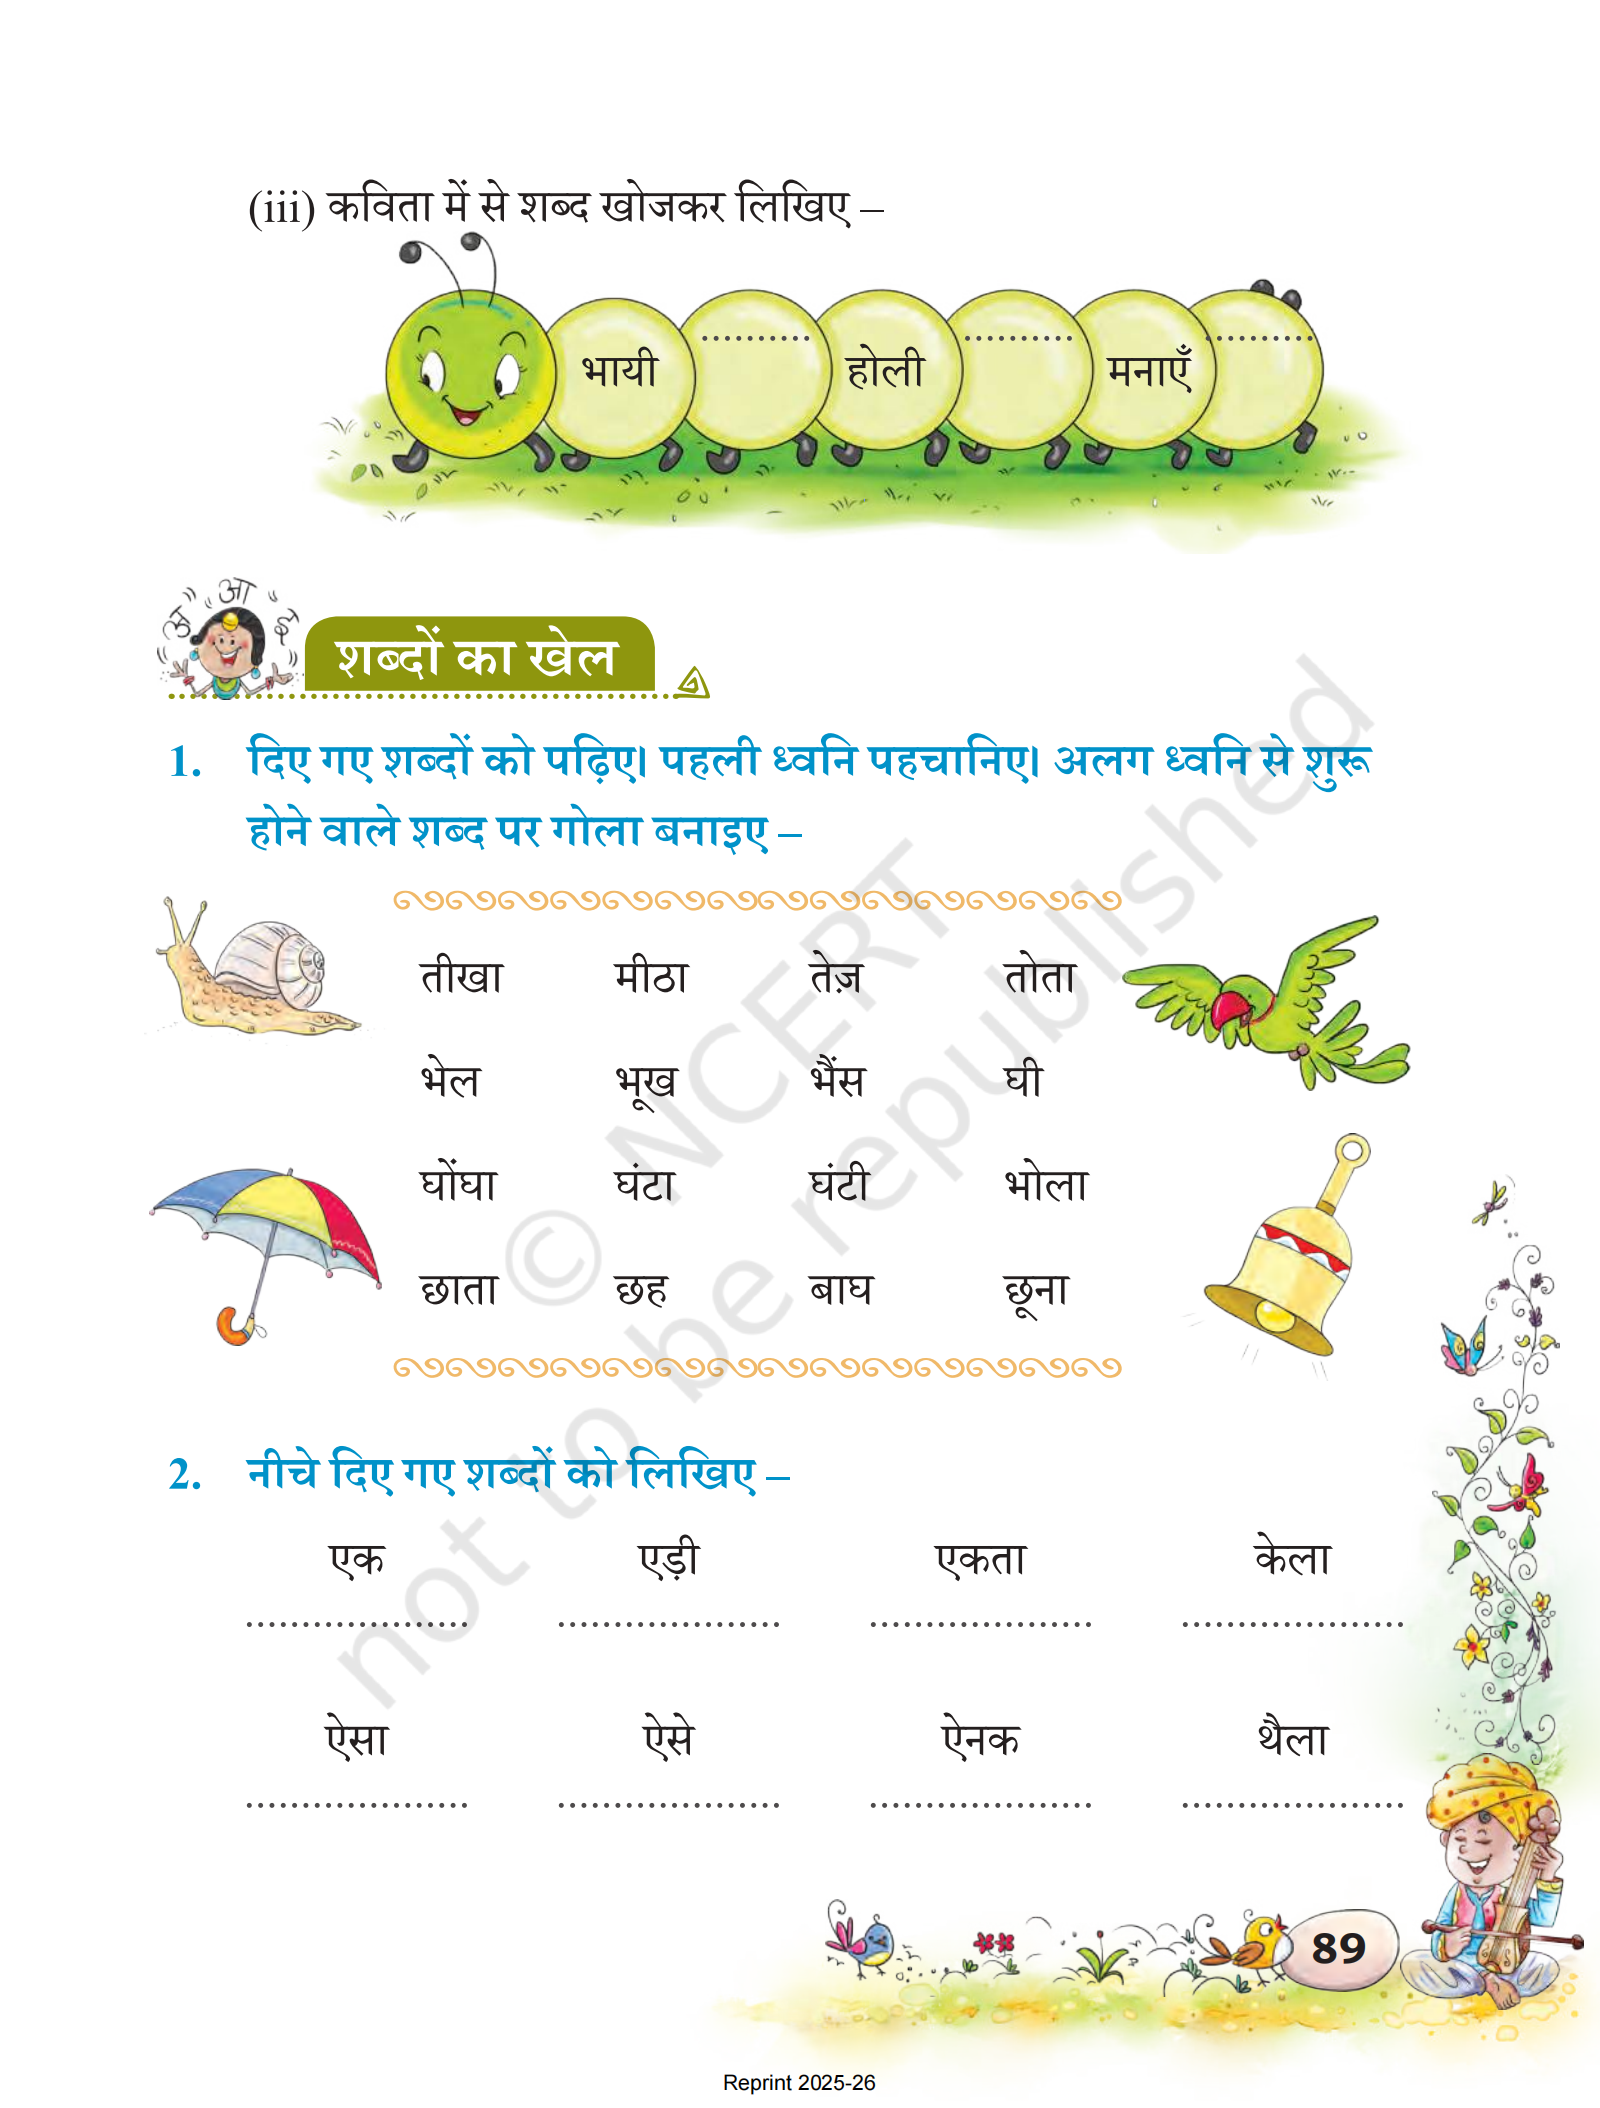 (iii) कविता में से शब्द खोजकर लिखिए –
भायी .......... होली .......... मनाएँ ..........
अ आ इ
शब्दों का खेल
1. दिए गए शब्दों को पढ़िए। पहली ध्वनि पहचानिए। अलग ध्वनि से शुरू
होने वाले शब्द पर गोला बनाइए –
तीखा मीठा तेज़ तोता
भेल भूख भैंस घी
घोंघा घंटा घंटी भोला
छाता छह बाघ छूना
2. नीचे दिए गए शब्दों को लिखिए –
एक एड़ी एकता केला
.................... .................... .................... ....................
ऐसा ऐसे ऐनक थैला
.................... .................... .................... ....................
89
Reprint 2025-26
© NCERT
not to be republished